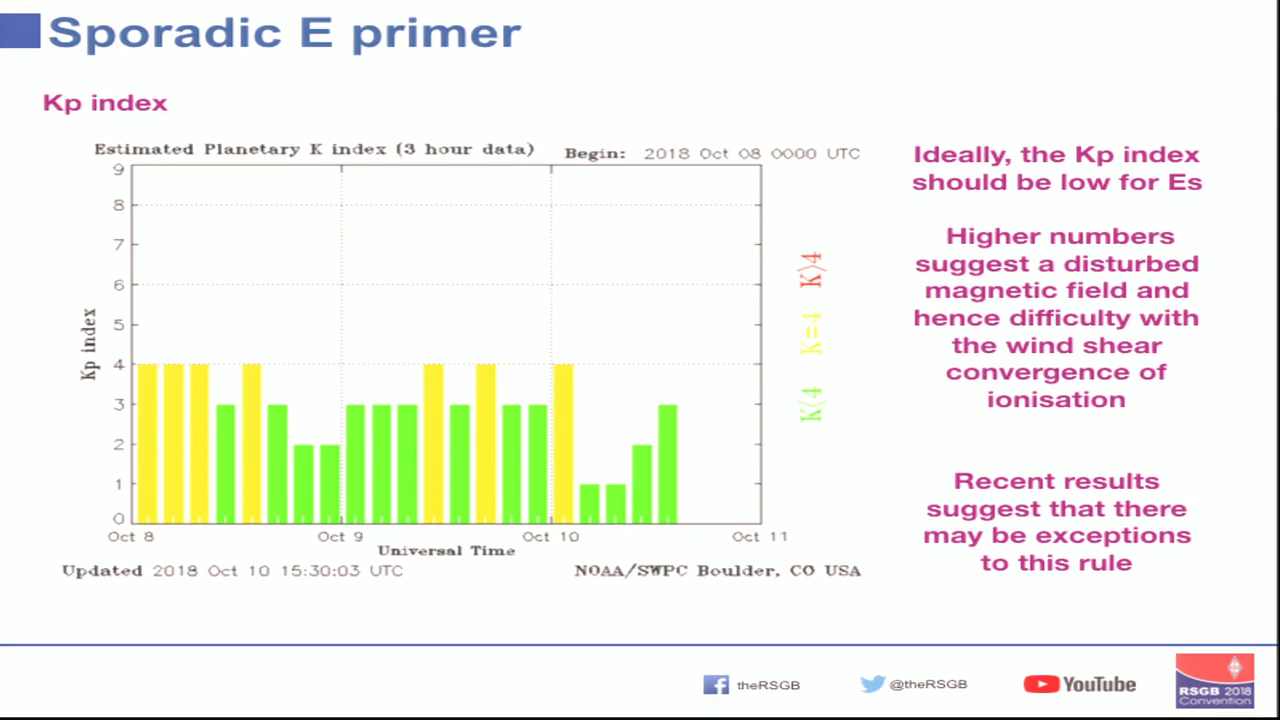 Sporadic E primer
Kp index
Estimated Planetary K index (3 hour data)
Begin: 2018 Oct 08 0000 UTC
9
8
7
6
5
4
3
2
1
0
Kp index
Oct 8
Oct 9
Oct 10
Oct 11
Universal Time
K<4 K=4 K>4
Updated 2018 Oct 10 15:30:03 UTC
NOAA/SWPC Boulder, CO USA
Ideally, the Kp index
should be low for Es
Higher numbers
suggest a disturbed
magnetic field and
hence difficulty with
the wind shear
convergence of
ionisation
Recent results
suggest that there
may be exceptions
to this rule
theRSGB
@theRSGB
YouTube
RSGB 2018
Convention